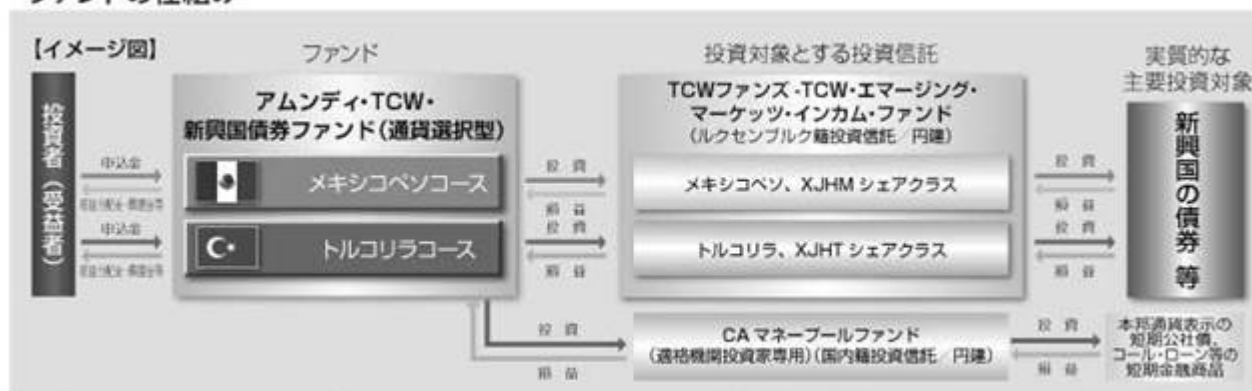 【イメージ図】
ファンド
投資対象とする投資信託
実質的な
主要投資対象
投資者（受益者）
アムンディ・TCW・
新興国債券ファンド（通貨選択型）
TCWファンズ -TCW・エマージング・
マーケッツ・インカム・ファンド
（ルクセンブルク籍投資信託／円建）
新興国の債券 等
申込金
メキシコペソコース
投資
損益
メキシコペソ、XJHM シェアクラス
投資
損益
申込金
トルコリラコース
投資
損益
トルコリラ、XJHT シェアクラス
投資
損益
投資
損益
CA マネープールファンド
（適格機関投資家専用）（国内籍投資信託／円建）
投資
損益
本邦通貨表示の
短期公社債、
コール・ローン等の
短期金融商品